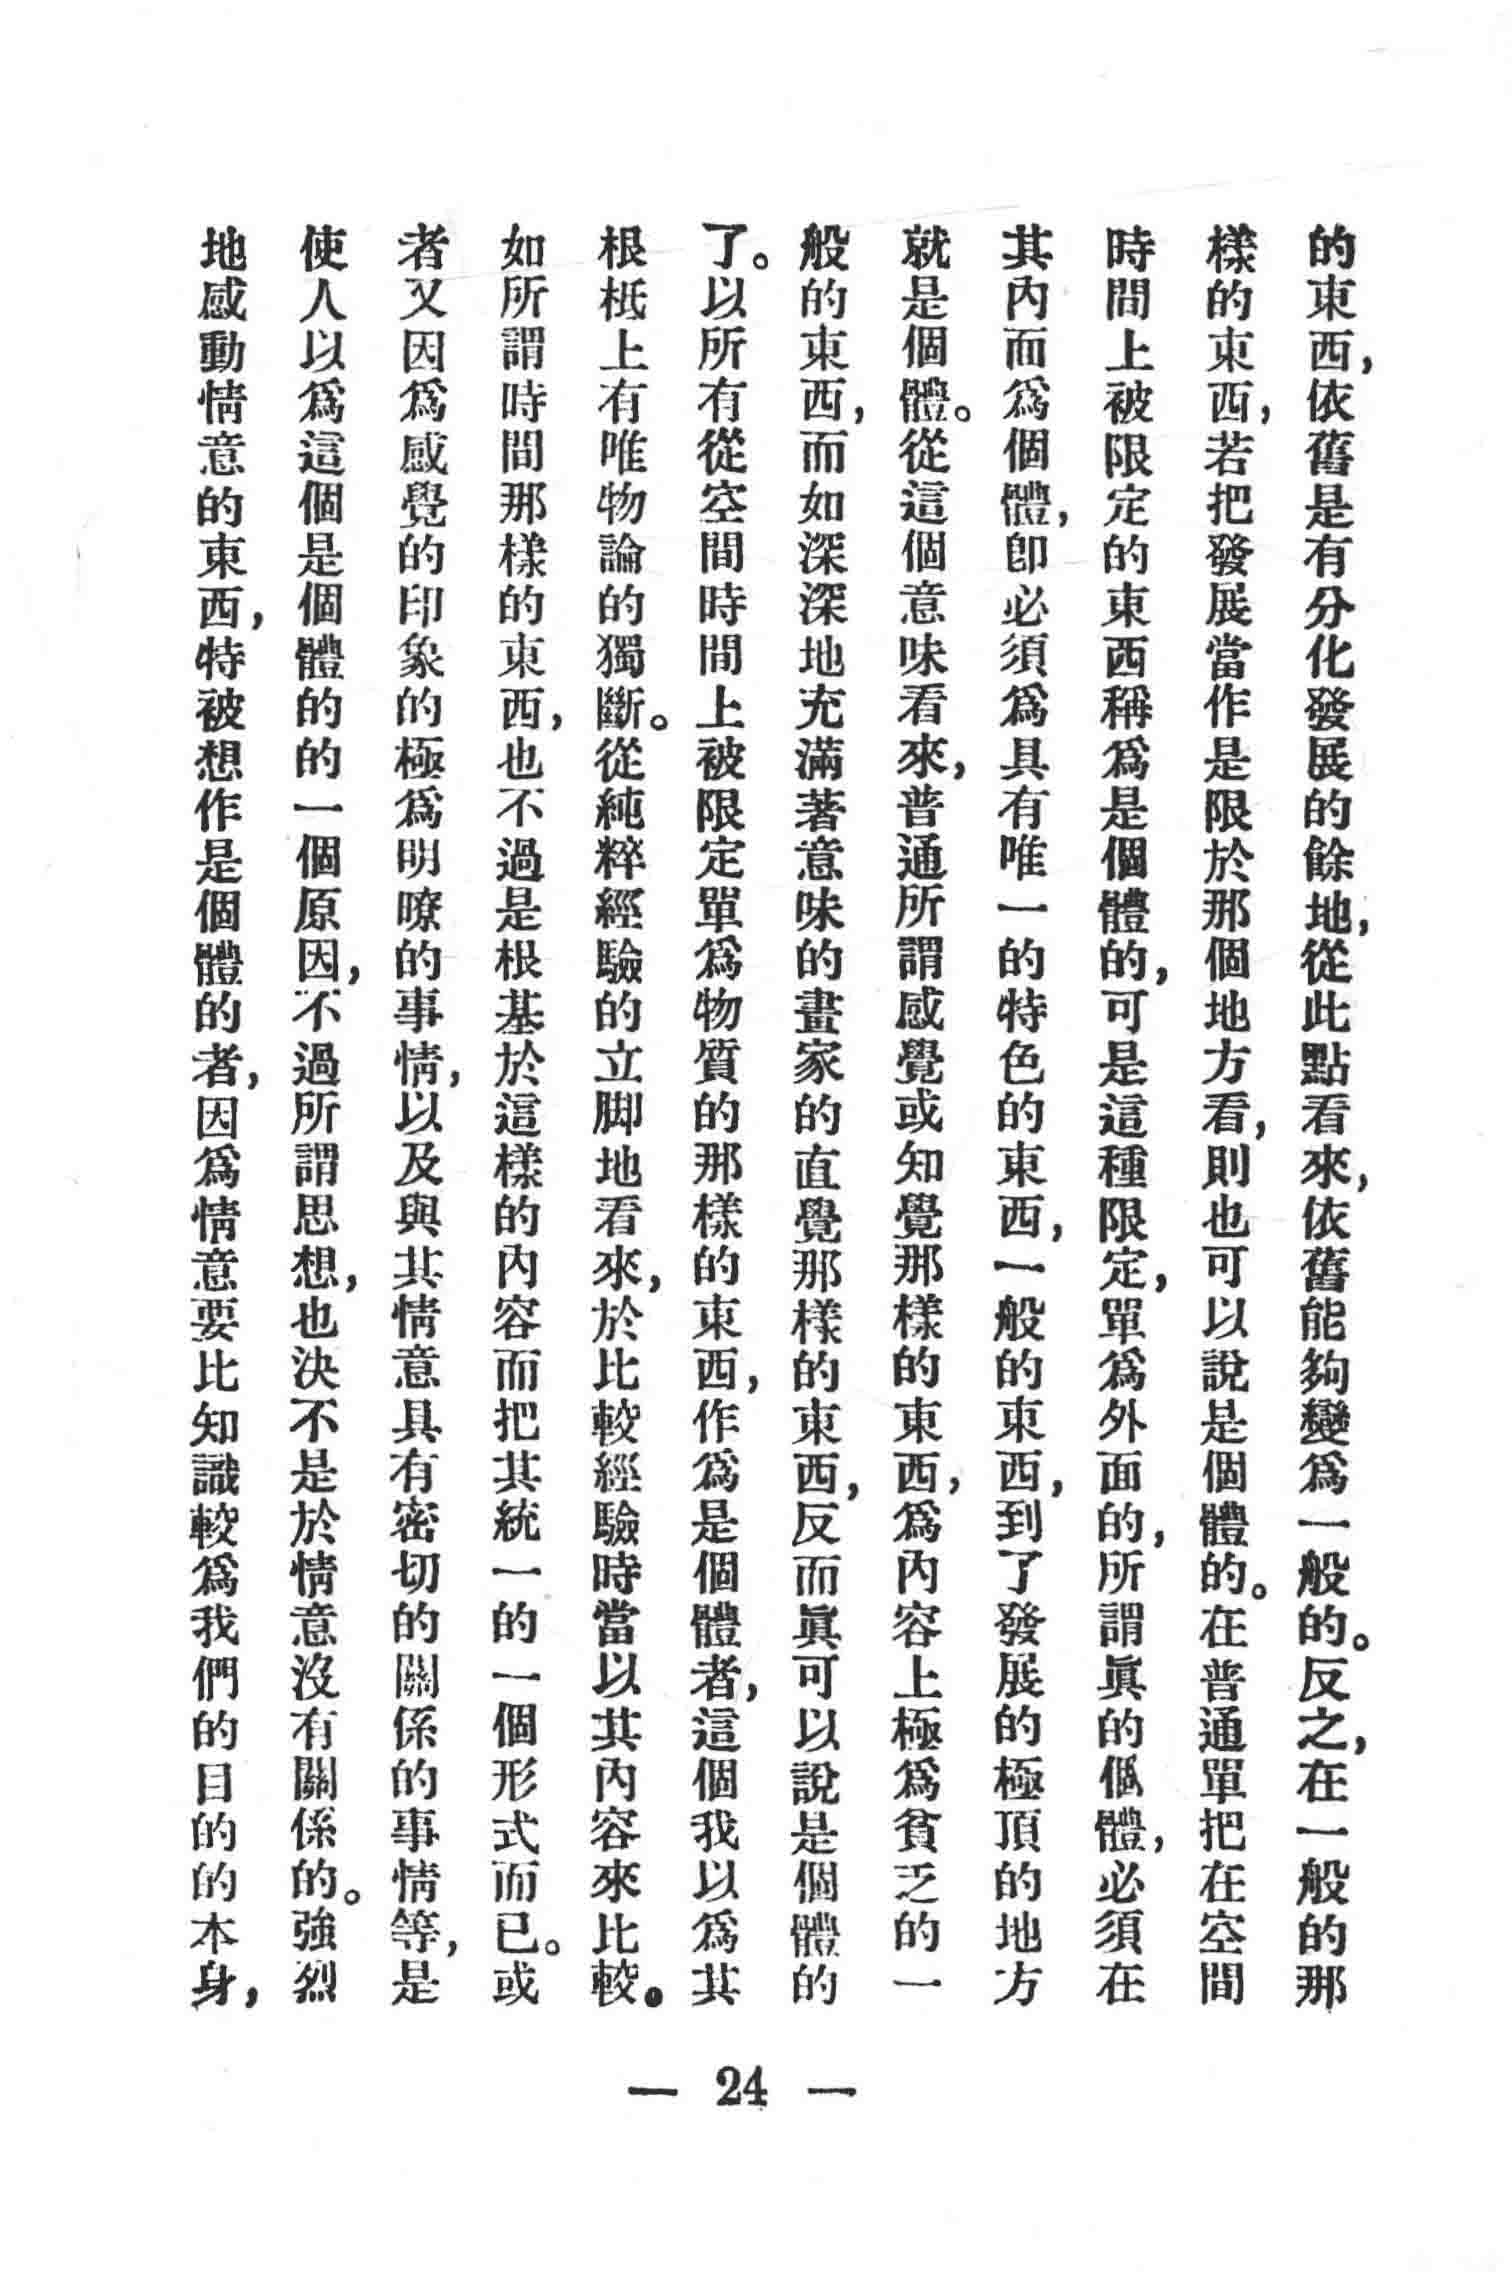 的東西，依舊是有分化發展的餘地，從此點看來，依舊能夠變爲一般的。反之，在一般的那
樣的東西，若把發展當作是限於那個地方看，則也可以說是個體的。在普通單把在空間
時間上被限定的東西稱爲是個體的，可是這種限定，單爲外面的，所謂眞的個體，必須在
其內而爲個體，卽必須爲具有唯一的特色的東西，一般的東西，到了發展的極頂的地方
就是個體。從這個意味看來，普通所謂感覺或知覺那樣的東西，爲內容上極爲貧乏的一
般的東西，而如深深地充滿著意味的畫家的直覺那樣的東西，反而眞可以說是個體的
了。以所有從空間時間上被限定單爲物質的那樣的東西，作爲是個體者，這個我以爲其
根柢上有唯物論的獨斷。從純粹經驗的立脚地看來，於比較經驗時當以其內容來比較。
如所謂時間那樣的東西，也不過是根基於這樣的內容而把其統一的一個形式而已。或
者又因爲感覺的印象的極爲明暸的事情，以及與其情意具有密切的關係的事情等，是
使人以爲這個是個體的的一個原因，不過所謂思想，也決不是於情意沒有關係的。強烈
地感動情意的東西，特被想作是個體的者，因爲情意要比知識較爲我們的目的的本身，
— 24 —